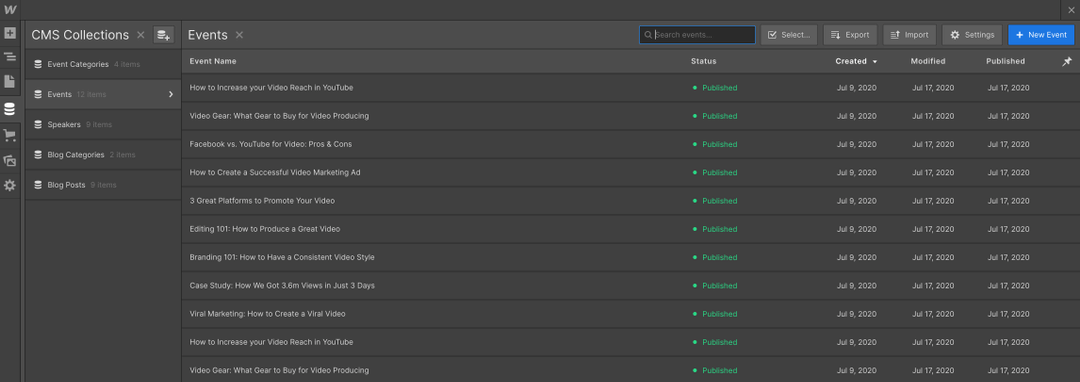 CMS Collections
Events
Search events...
Select...
Export
Import
Settings
+ New Event
Event Categories 4 items
Events 12 items
Speakers 9 items
Blog Categories 2 items
Blog Posts 8 items
Event Name Status Created Modified Published
How to Increase your Video Reach in YouTube Published Jul 9, 2020 Jul 17, 2020 Jul 17, 2020
Video Gear: What Gear to Buy for Video Producing Published Jul 9, 2020 Jul 17, 2020 Jul 17, 2020
Facebook vs. YouTube for Video: Pros & Cons Published Jul 9, 2020 Jul 17, 2020 Jul 17, 2020
How to Create a Successful Video Marketing Ad Published Jul 9, 2020 Jul 17, 2020 Jul 17, 2020
3 Great Platforms to Promote Your Video Published Jul 9, 2020 Jul 17, 2020 Jul 17, 2020
Editing 101: How to Produce a Great Video Published Jul 9, 2020 Jul 17, 2020 Jul 17, 2020
Branding 101: How to Have a Consistent Video Style Published Jul 9, 2020 Jul 17, 2020 Jul 17, 2020
Case Study: How We Got 3.6m Views in Just 3 Days Published Jul 9, 2020 Jul 17, 2020 Jul 17, 2020
Viral Marketing: How to Create a Viral Video Published Jul 9, 2020 Jul 17, 2020 Jul 17, 2020
How to Increase your Video Reach in YouTube Published Jul 9, 2020 Jul 17, 2020 Jul 17, 2020
Video Gear: What Gear to Buy for Video Producing Published Jul 9, 2020 Jul 17, 2020 Jul 17, 2020